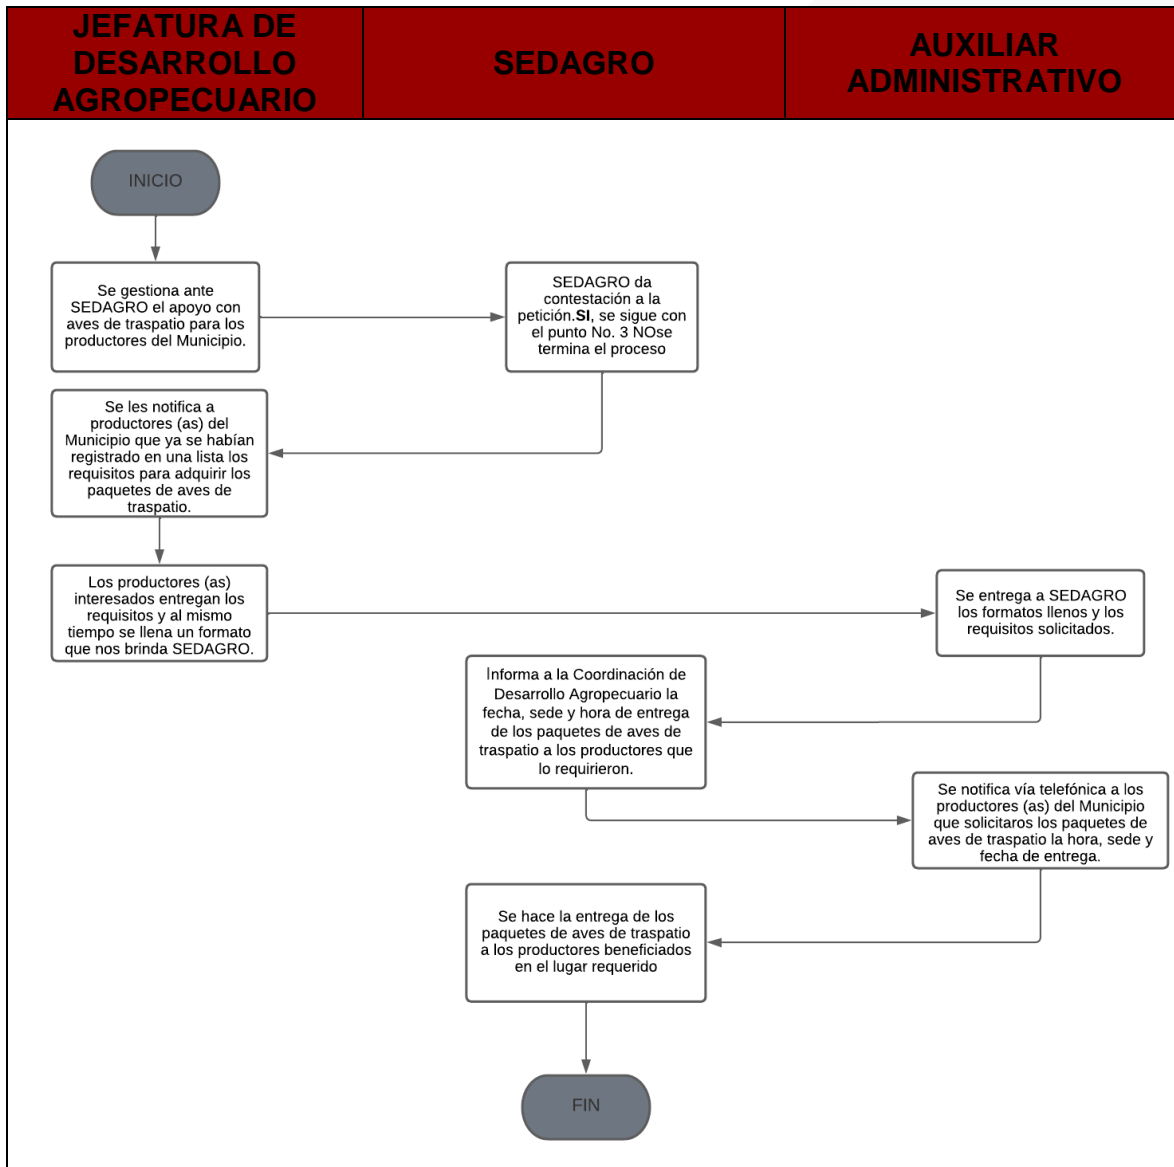 JEFATURA DE
DESARROLLO
AGROPECUARIO
SEDAGRO
AUXILIAR
ADMINISTRATIVO
INICIO
Se gestiona ante
SEDAGRO el apoyo con
aves de traspatio para los
productores del Municipio.
SEDAGRO da
contestación a la
petición.SI, se sigue con
el punto No. 3 NOse
termina el proceso
Se les notifica a
productores (as) del
Municipio que ya se habían
registrado en una lista los
requisitos para adquirir los
paquetes de aves de
traspatio.
Los productores (as)
interesados entregan los
requisitos y al mismo
tiempo se llena un formato
que nos brinda SEDAGRO.
Se entrega a SEDAGRO
los formatos llenos y los
requisitos solicitados.
Informa a la Coordinación de
Desarrollo Agropecuario la
fecha, sede y hora de entrega
de los paquetes de aves de
traspatio a los productores que
lo requirieron.
Se notifica vía telefónica a los
productores (as) del Municipio
que solicitaros los paquetes de
aves de traspatio la hora, sede y
fecha de entrega.
Se hace la entrega de los
paquetes de aves de traspatio
a los productores beneficiados
en el lugar requerido
FIN